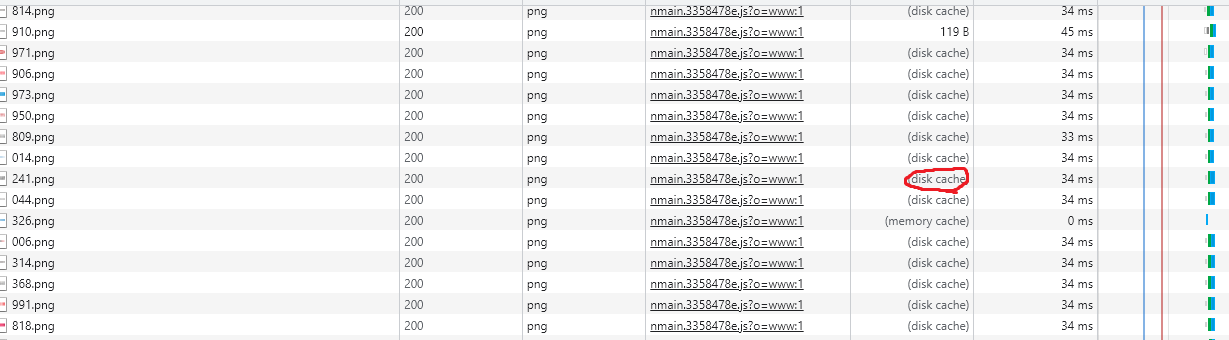 814.png 200 png nmain.3358478e.js?o=www:1 (disk cache) 34 ms
910.png 200 png nmain.3358478e.js?o=www:1 119 B 45 ms
971.png 200 png nmain.3358478e.js?o=www:1 (disk cache) 34 ms
906.png 200 png nmain.3358478e.js?o=www:1 (disk cache) 34 ms
973.png 200 png nmain.3358478e.js?o=www:1 (disk cache) 34 ms
950.png 200 png nmain.3358478e.js?o=www:1 (disk cache) 34 ms
809.png 200 png nmain.3358478e.js?o=www:1 (disk cache) 33 ms
014.png 200 png nmain.3358478e.js?o=www:1 (disk cache) 34 ms
241.png 200 png nmain.3358478e.js?o=www:1 (disk cache) 34 ms
044.png 200 png nmain.3358478e.js?o=www:1 (disk cache) 34 ms
326.png 200 png nmain.3358478e.js?o=www:1 (memory cache) 0 ms
006.png 200 png nmain.3358478e.js?o=www:1 (disk cache) 34 ms
314.png 200 png nmain.3358478e.js?o=www:1 (disk cache) 34 ms
368.png 200 png nmain.3358478e.js?o=www:1 (disk cache) 34 ms
991.png 200 png nmain.3358478e.js?o=www:1 (disk cache) 34 ms
818.png 200 png nmain.3358478e.js?o=www:1 (disk cache) 34 ms